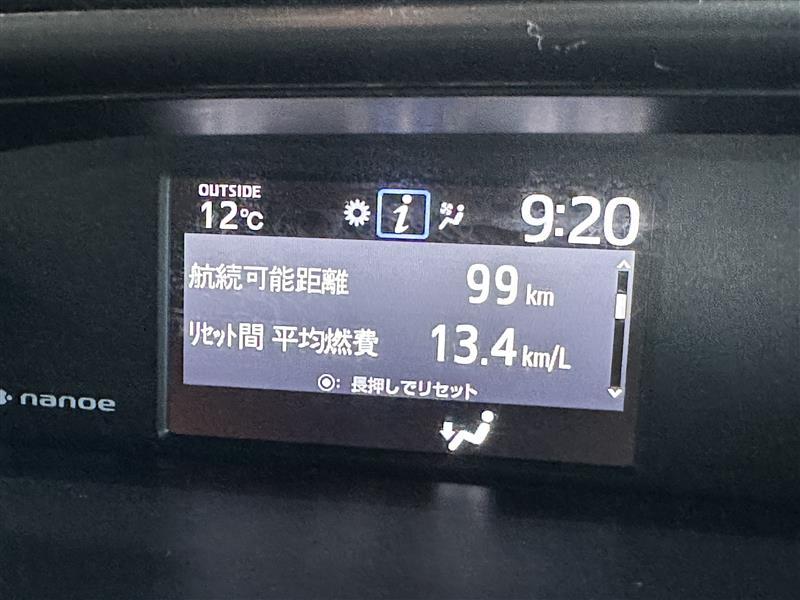 OUTSIDE
12℃
9:20
航続可能距離 99 km
リセット間 平均燃費 13.4 km/L
◉: 長押しでリセット
nanoe